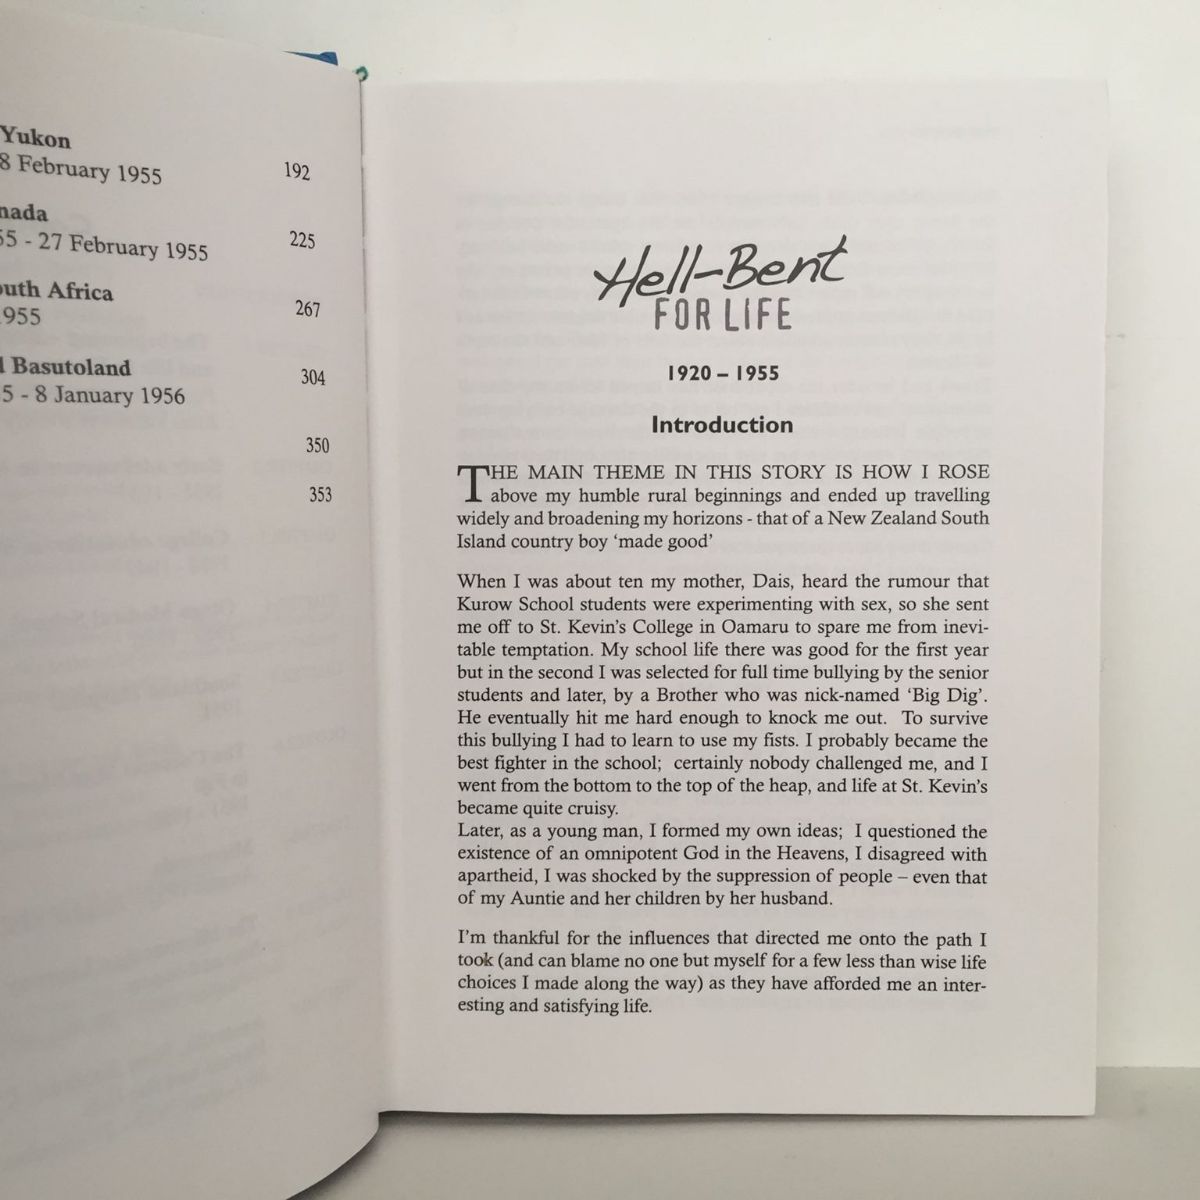 Yukon
8 February 1955 192
nada
55 - 27 February 1955 225
outh Africa
1955 267
d Basutoland
5 - 8 January 1956 304
350
353
Hell-Bent
FOR LIFE
1920 – 1955
Introduction
THE MAIN THEME IN THIS STORY IS HOW I ROSE
above my humble rural beginnings and ended up travelling
widely and broadening my horizons - that of a New Zealand South
Island country boy ‘made good’
When I was about ten my mother, Dais, heard the rumour that
Kurow School students were experimenting with sex, so she sent
me off to St. Kevin’s College in Oamaru to spare me from inevi-
table temptation. My school life there was good for the first year
but in the second I was selected for full time bullying by the senior
students and later, by a Brother who was nick-named ‘Big Dig’.
He eventually hit me hard enough to knock me out. To survive
this bullying I had to learn to use my fists. I probably became the
best fighter in the school; certainly nobody challenged me, and I
went from the bottom to the top of the heap, and life at St. Kevin’s
became quite cruisy.
Later, as a young man, I formed my own ideas; I questioned the
existence of an omnipotent God in the Heavens, I disagreed with
apartheid, I was shocked by the suppression of people – even that
of my Auntie and her children by her husband.
I’m thankful for the influences that directed me onto the path I
took (and can blame no one but myself for a few less than wise life
choices I made along the way) as they have afforded me an inter-
esting and satisfying life.